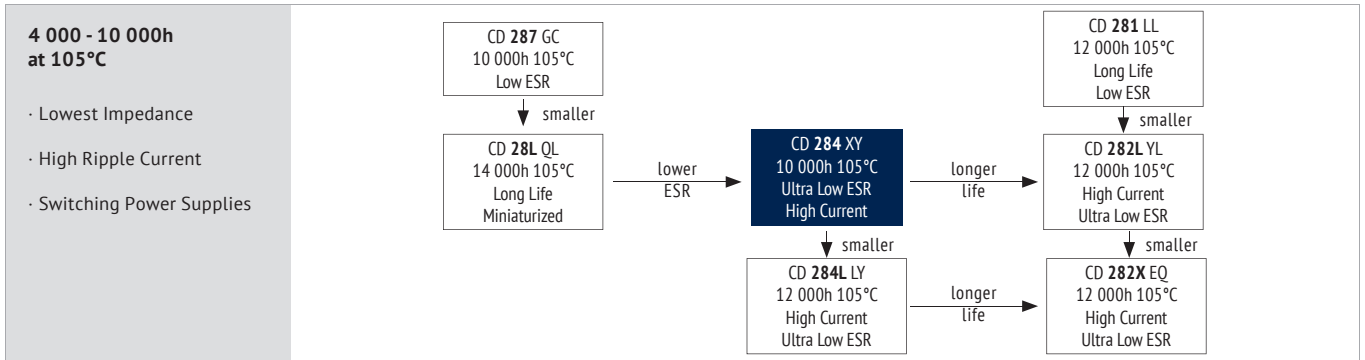 4 000 - 10 000h
at 105°C
· Lowest Impedance
· High Ripple Current
· Switching Power Supplies
CD 287 GC
10 000h 105°C
Low ESR
smaller
CD 28L QL
14 000h 105°C
Long Life
Miniaturized
lower
ESR
CD 284 XY
10 000h 105°C
Ultra Low ESR
High Current
smaller
CD 284L LY
12 000h 105°C
High Current
Ultra Low ESR
longer
life
longer
life
CD 281 LL
12 000h 105°C
Long Life
Low ESR
smaller
CD 282L YL
12 000h 105°C
High Current
Ultra Low ESR
smaller
CD 282X EQ
12 000h 105°C
High Current
Ultra Low ESR